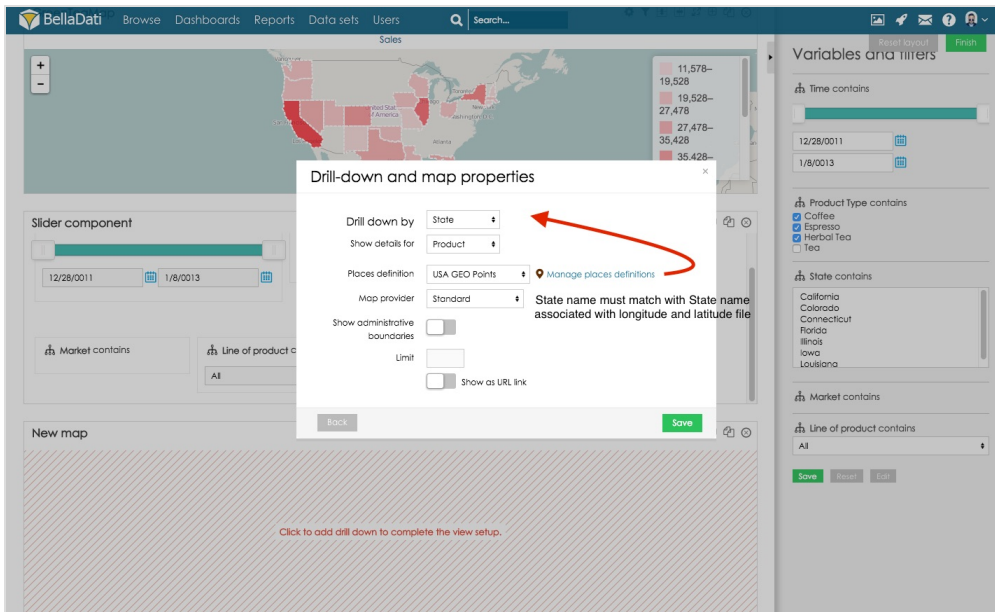 BellaDati
Browse
Dashboards
Reports
Data sets
Users
Search...
Reset layout
Finish
Sales
+
-
11,578–
19,528
19,528–
27,478
27,478–
35,428
35,428–
United Stat
of America
Toronto
Atlanta
Variables and filters
Time contains
12/28/0011
1/8/0013
Product Type contains
Coffee
Espresso
Herbal Tea
Tea
State contains
California
Colorado
Connecticut
Florida
Illinois
Iowa
Louisiana
Market contains
Line of product contains
All
Save
Reset
Edit
Slider component
12/28/0011
1/8/0013
Market contains
Line of product c
All
Drill-down and map properties
×
Drill down by
State
Show details for
Product
Places definition
USA GEO Points
Manage places definitions
Map provider
Standard
State name must match with State name
associated with longitude and latitude file
Show administrative
boundaries
Limit
Show as URL link
Back
Save
New map
Click to add drill down to complete the view setup.